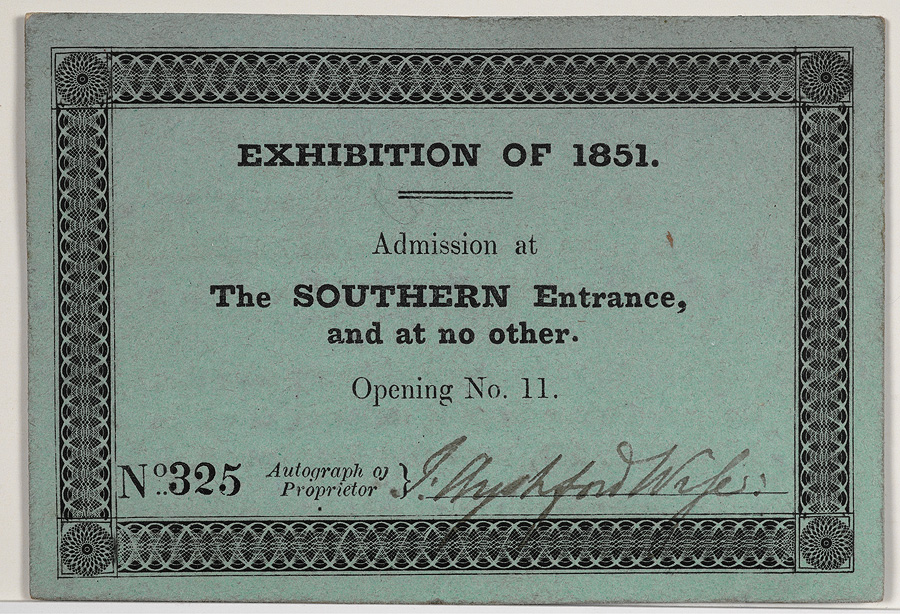 EXHIBITION OF 1851.
Admission at
The SOUTHERN Entrance,
and at no other.
Opening No. 11.
No. 325 Autograph of Proprietor } J. Ayshford Wise.